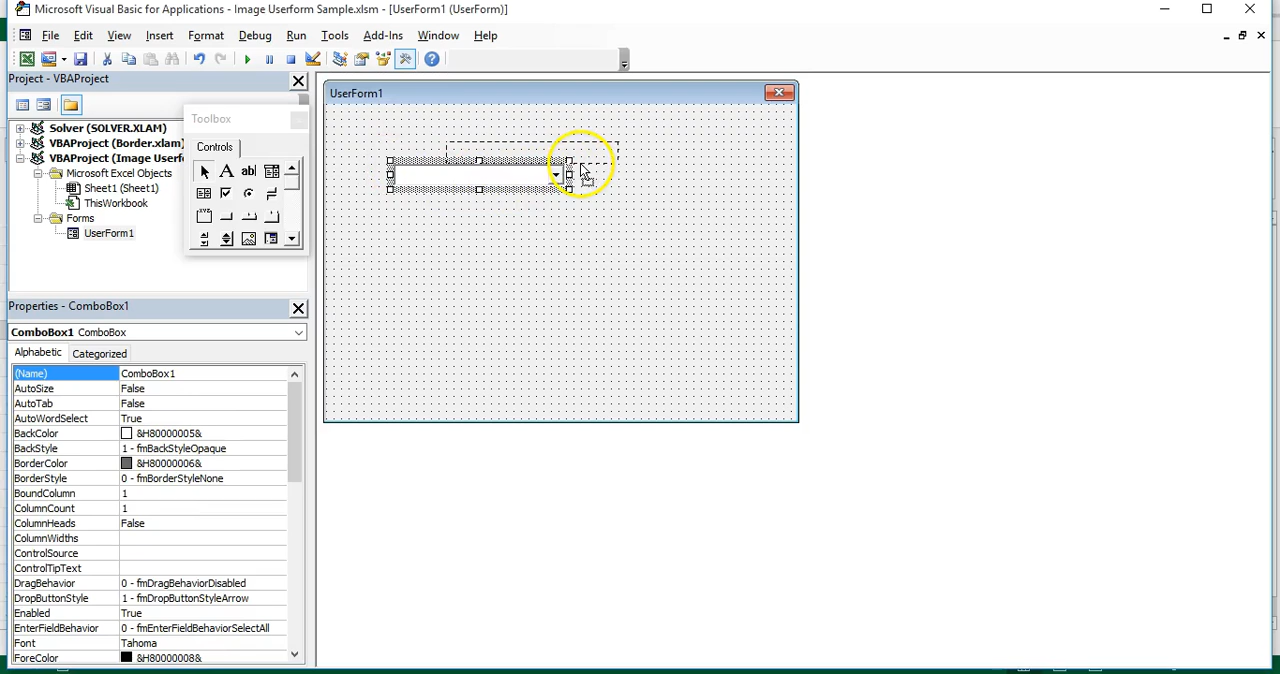 Microsoft Visual Basic for Applications - Image Userform Sample.xlsm - [UserForm1 (UserForm)]
File Edit View Insert Format Debug Run Tools Add-Ins Window Help
Project - VBAProject
Solver (SOLVER.XLAM)
VBAProject (Border.xlam)
VBAProject (Image Userf
Microsoft Excel Objects
Sheet1 (Sheet1)
ThisWorkbook
Forms
UserForm1
Toolbox
Controls
A ab|
xyz
UserForm1
Properties - ComboBox1
ComboBox1 ComboBox
Alphabetic Categorized
(Name) ComboBox1
AutoSize False
AutoTab False
AutoWordSelect True
BackColor &H80000005&
BackStyle 1 - fmBackStyleOpaque
BorderColor &H80000006&
BorderStyle 0 - fmBorderStyleNone
BoundColumn 1
ColumnCount 1
ColumnHeads False
ColumnWidths
ControlSource
ControlTipText
DragBehavior 0 - fmDragBehaviorDisabled
DropButtonStyle 1 - fmDropButtonStyleArrow
Enabled True
EnterFieldBehavior 0 - fmEnterFieldBehaviorSelectAll
Font Tahoma
ForeColor &H80000008&